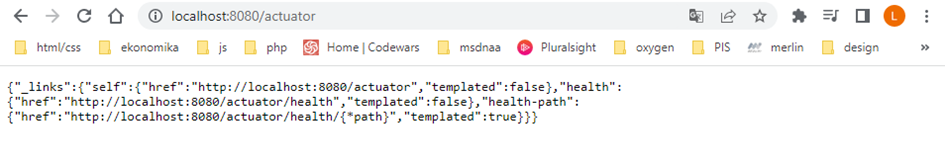 localhost:8080/actuator
L
html/css ekonomika js php Home | Codewars msdnaa Pluralsight oxygen PIS merlin design »
{"_links":{"self":{"href":"http://localhost:8080/actuator","templated":false},"health":
{"href":"http://localhost:8080/actuator/health","templated":false},"health-path":
{"href":"http://localhost:8080/actuator/health/{*path}","templated":true}}}